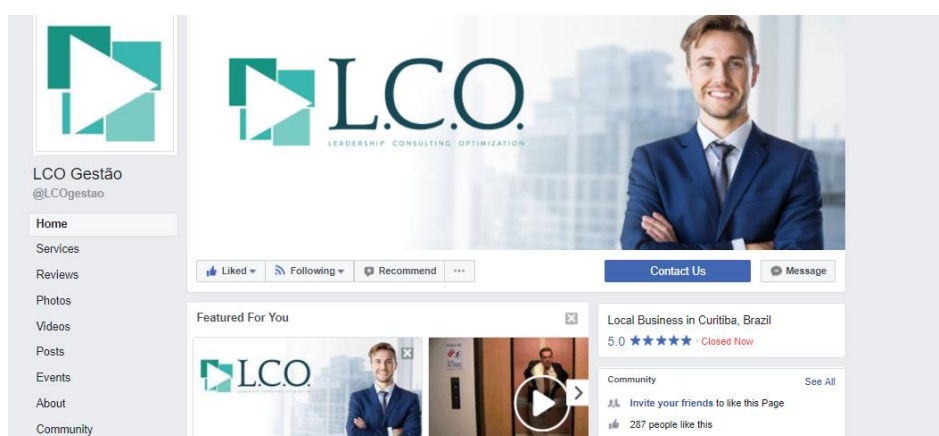 L.C.O.
LEADERSHIP CONSULTING OPTIMIZATION
LCO Gestão
@LCOgestao
Home
Services
Reviews
Photos
Videos
Posts
Events
About
Community
Liked
Following
Recommend
Contact Us
Message
Featured For You
L.C.O.
Local Business in Curitiba, Brazil
5.0 ★★★★★ · Closed Now
Community
See All
Invite your friends to like this Page
287 people like this